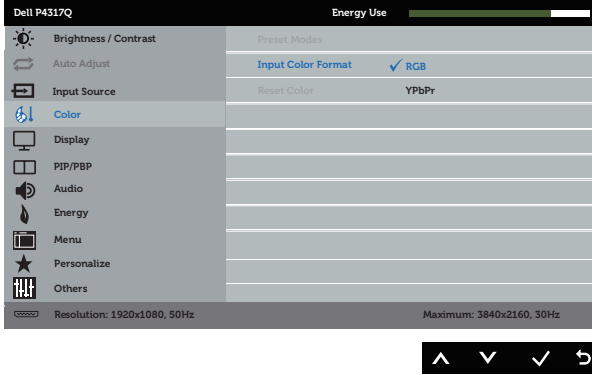 Dell P4317Q Energy Use
Brightness / Contrast Preset Modes
Auto Adjust Input Color Format RGB
Input Source Reset Color YPbPr
Color
Display
PIP/PBP
Audio
Energy
Menu
Personalize
Others
Resolution: 1920x1080, 50Hz Maximum: 3840x2160, 30Hz